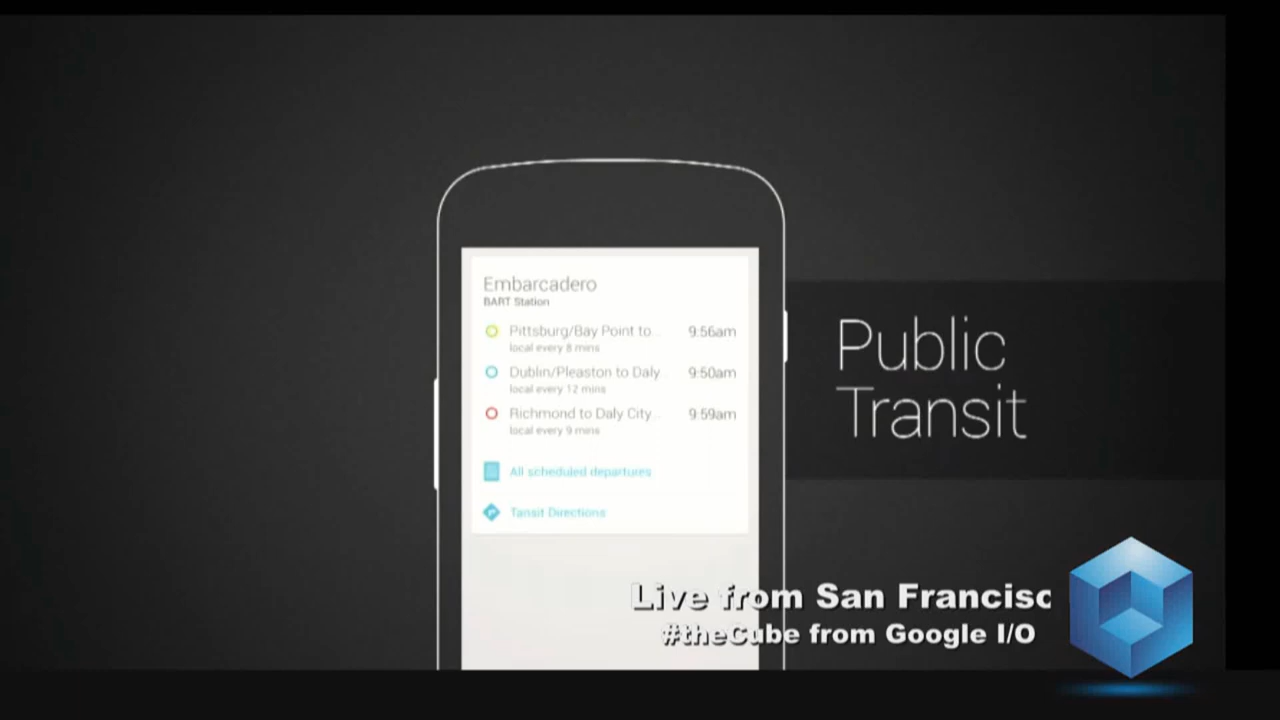 Embarcadero
BART Station
Pittsburg/Bay Point to...
9:56am
local every 8 mins
Dublin/Pleaston to Daly
9:50am
local every 12 mins
Richmond to Daly City...
9:59am
local every 9 mins
All scheduled departures
Tansit Directions
Public
Transit
Live from San Francisc
#theCube from Google I/O